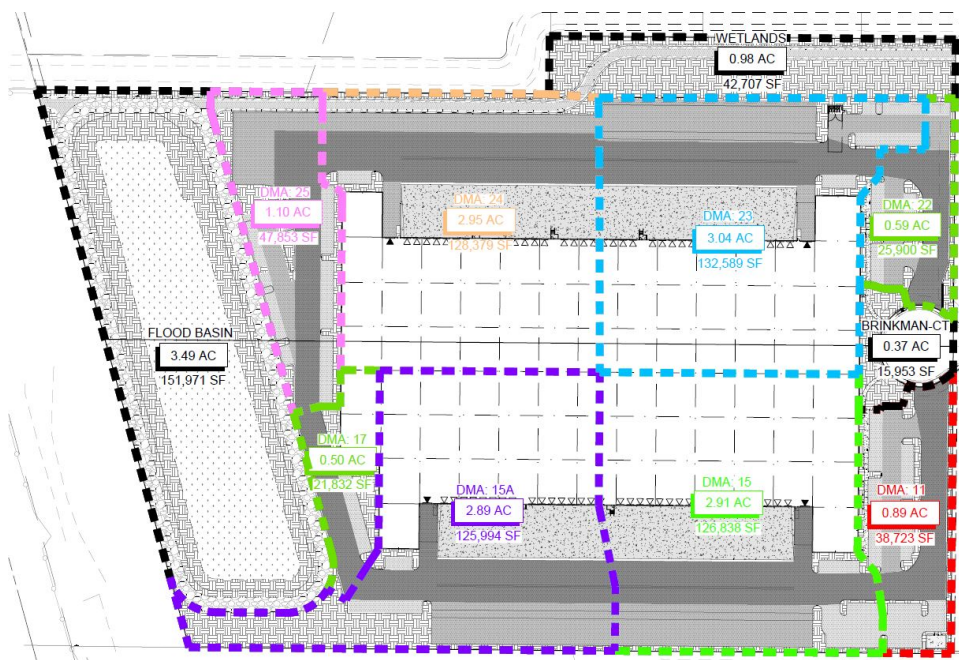 WETLANDS
0.98 AC
42,707 SF
DMA: 25
1.10 AC
47,853 SF
DMA: 24
2.95 AC
128,379 SF
DMA: 23
3.04 AC
132,589 SF
DMA: 22
0.59 AC
25,900 SF
FLOOD BASIN
3.49 AC
151,971 SF
BRINKMAN-CT
0.37 AC
15,953 SF
DMA: 17
0.50 AC
21,832 SF
DMA: 15A
2.89 AC
125,994 SF
DMA: 15
2.91 AC
126,838 SF
DMA: 11
0.89 AC
38,723 SF